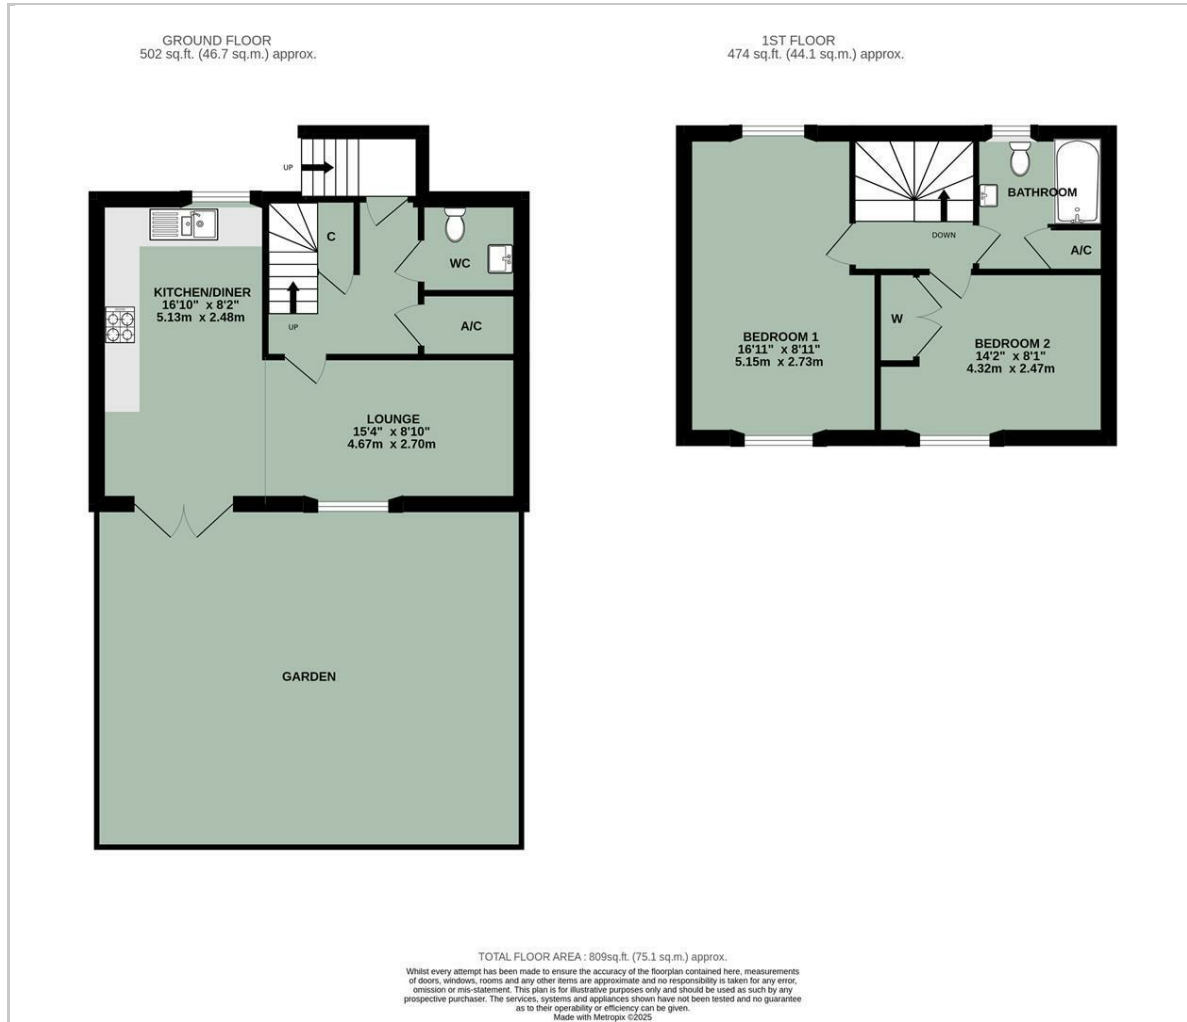 GROUND FLOOR
502 sq.ft. (46.7 sq.m.) approx.
1ST FLOOR
474 sq.ft. (44.1 sq.m.) approx.
UP
C
WC
A/C
UP
KITCHEN/DINER
16'10" x 8'2"
5.13m x 2.48m
LOUNGE
15'4" x 8'10"
4.67m x 2.70m
GARDEN
BATHROOM
DOWN
A/C
W
BEDROOM 1
16'11" x 8'11"
5.15m x 2.73m
BEDROOM 2
14'2" x 8'1"
4.32m x 2.47m
TOTAL FLOOR AREA : 809sq.ft. (75.1 sq.m.) approx.
Whilst every attempt has been made to ensure the accuracy of the floorplan contained here, measurements
of doors, windows, rooms and any other items are approximate and no responsibility is taken for any error,
omission or mis-statement. This plan is for illustrative purposes only and should be used as such by any
prospective purchaser. The services, systems and appliances shown have not been tested and no guarantee
as to their operability or efficiency can be given.
Made with Metropix ©2025